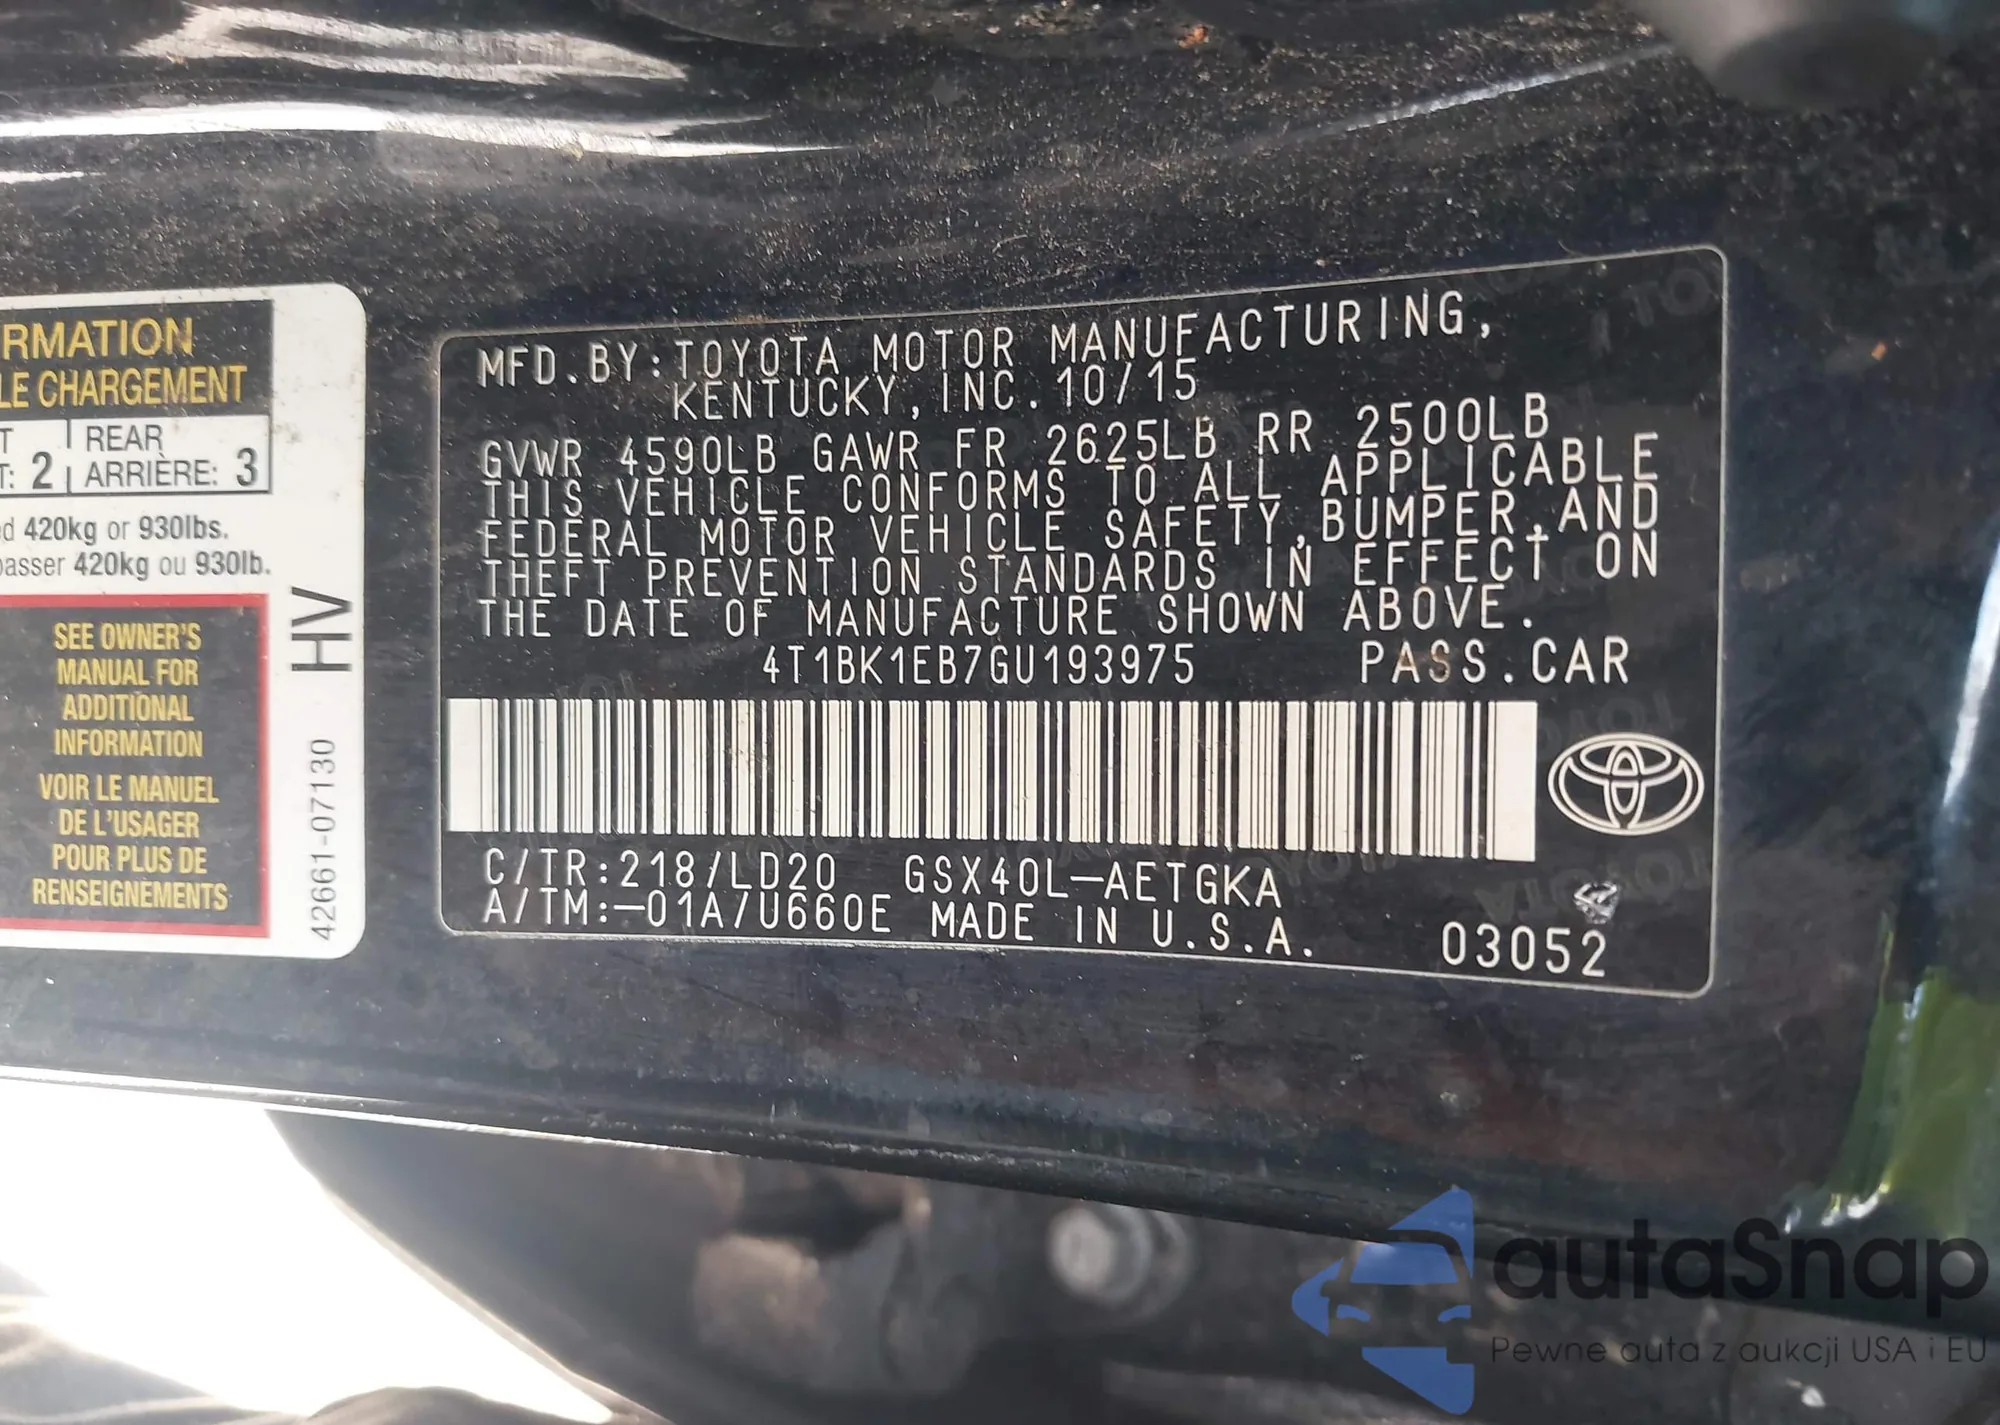 RMATION
LE CHARGEMENT
T
REAR
T: 2
ARRIÈRE: 3
d 420kg or 930lbs.
passer 420kg ou 930lb.
SEE OWNER'S
MANUAL FOR
ADDITIONAL
INFORMATION
VOIR LE MANUEL
DE L'USAGER
POUR PLUS DE
RENSEIGNEMENTS
HV
42661-07130
MFD.BY:TOYOTA MOTOR MANUFACTURING,
KENTUCKY, INC. 10/15
GVWR 4590LB GAWR FR 2625LB RR 2500LB
THIS VEHICLE CONFORMS TO ALL APPLICABLE
FEDERAL MOTOR VEHICLE SAFETY,BUMPER,AND
THEFT PREVENTION STANDARDS IN EFFECT ON
THE DATE OF MANUFACTURE SHOWN ABOVE.
4T1BK1EB7GU193975 PASS.CAR
C/TR:218/LD20 GSX40L-AETGKA
A/TM:-01A/U660E MADE IN U.S.A.
03052
autaSnap
Pewne auta z aukcji USA i EU